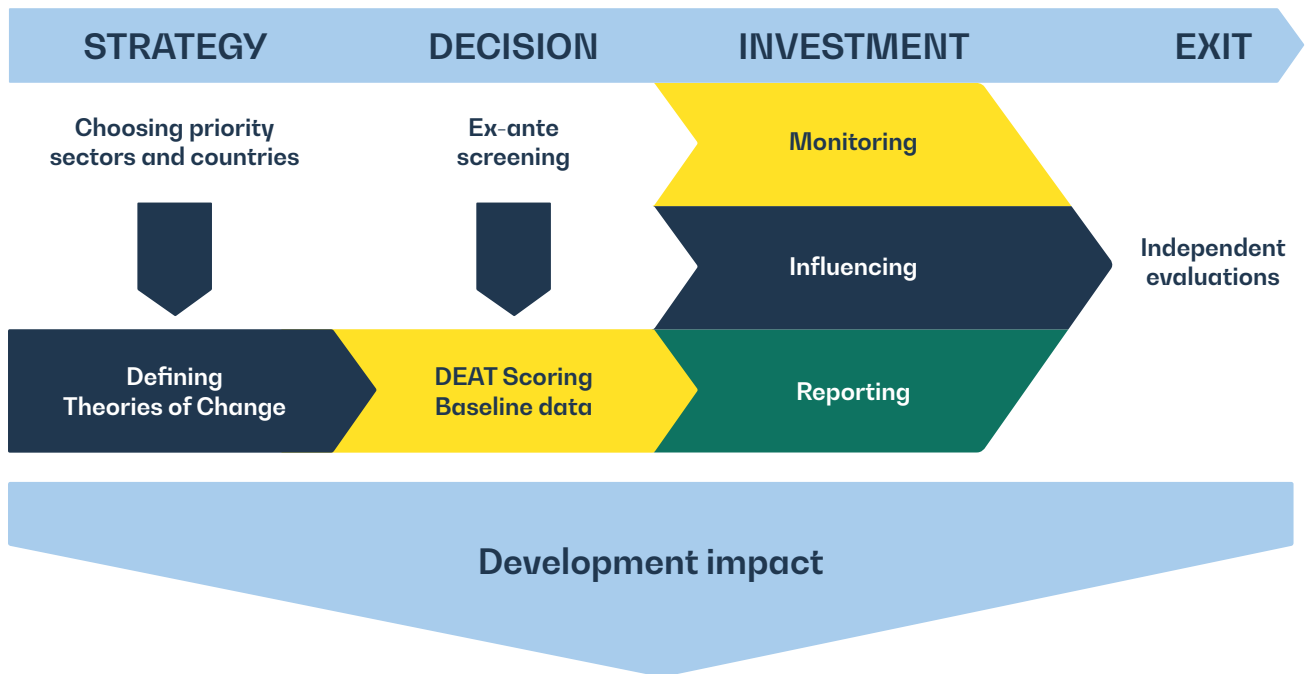 STRATEGY
DECISION
INVESTMENT
EXIT
Choosing priority
sectors and countries
Ex-ante
screening
Monitoring
Influencing
Independent
evaluations
Defining
Theories of Change
DEAT Scoring
Baseline data
Reporting
Development impact